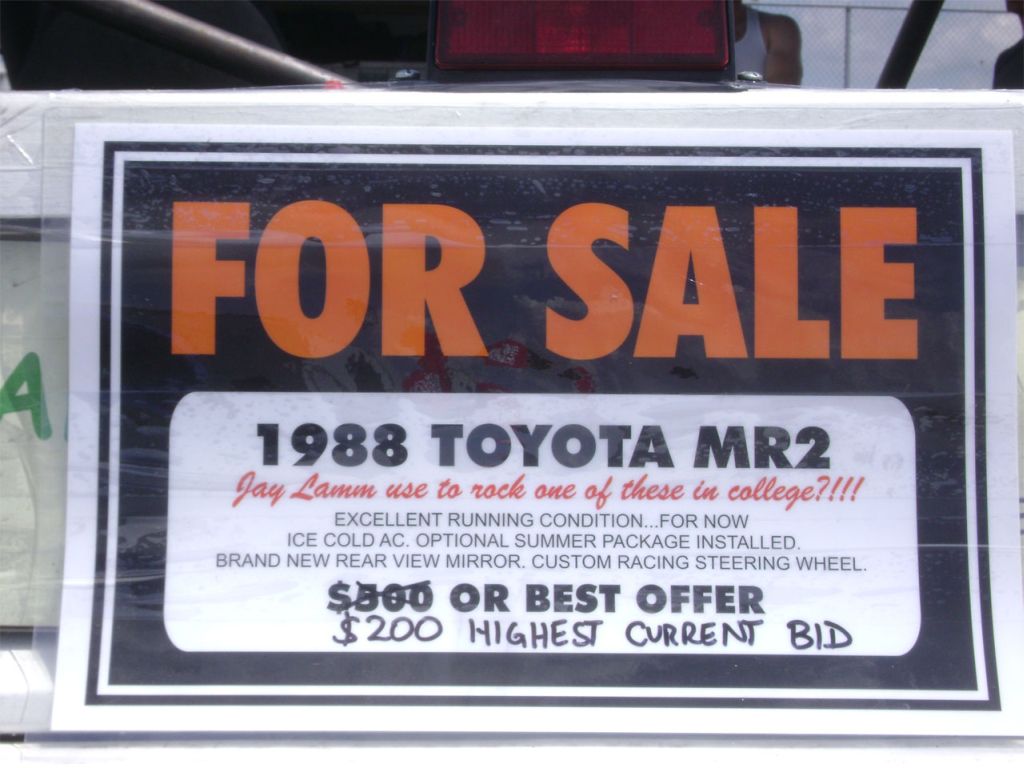 FOR SALE
1988 TOYOTA MR2
Jay Lamm use to rock one of these in college?!!!
EXCELLENT RUNNING CONDITION...FOR NOW
ICE COLD AC. OPTIONAL SUMMER PACKAGE INSTALLED.
BRAND NEW REAR VIEW MIRROR. CUSTOM RACING STEERING WHEEL.
$500 OR BEST OFFER
$200 HIGHEST CURRENT BID
A